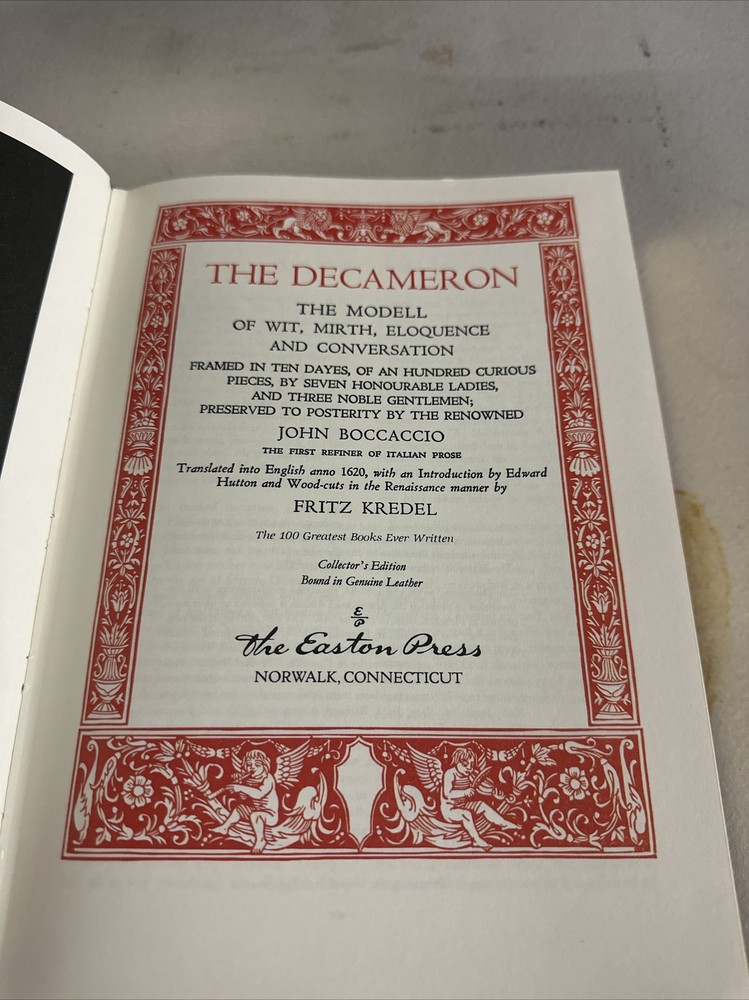 THE DECAMERON
THE MODELL
OF WIT, MIRTH, ELOQUENCE
AND CONVERSATION
FRAMED IN TEN DAYES, OF AN HUNDRED CURIOUS
PIECES, BY SEVEN HONOURABLE LADIES,
AND THREE NOBLE GENTLEMEN;
PRESERVED TO POSTERITY BY THE RENOWNED
JOHN BOCCACCIO
THE FIRST REFINER OF ITALIAN PROSE
Translated into English anno 1620, with an Introduction by Edward
Hutton and Wood-cuts in the Renaissance manner by
FRITZ KREDEL
The 100 Greatest Books Ever Written
Collector's Edition
Bound in Genuine Leather
E
P
The Easton Press
NORWALK, CONNECTICUT